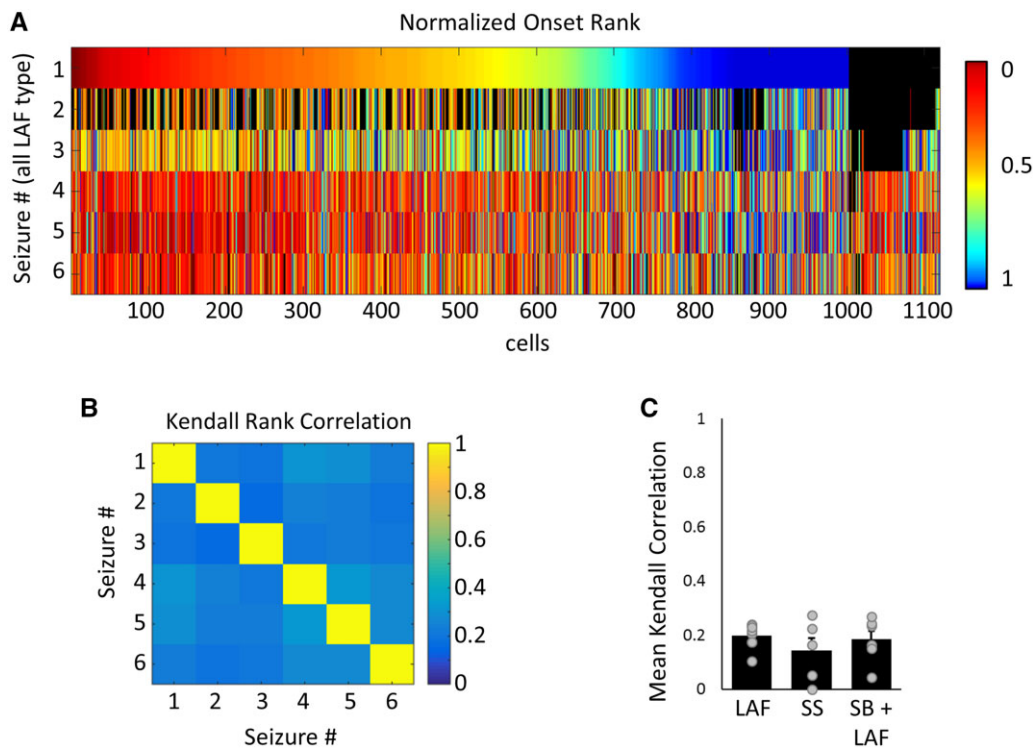 A
Normalized Onset Rank
Seizure # (all LAF type)
1
2
3
4
5
6
100 200 300 400 500 600 700 800 900 1000 1100
cells
0
0.5
1
B
Kendall Rank Correlation
Seizure #
1
2
3
4
5
6
1 2 3 4 5 6
Seizure #
1
0.8
0.6
0.4
0.2
0
C
Mean Kendall Correlation
1
0.8
0.6
0.4
0.2
0
LAF SS SB +
LAF